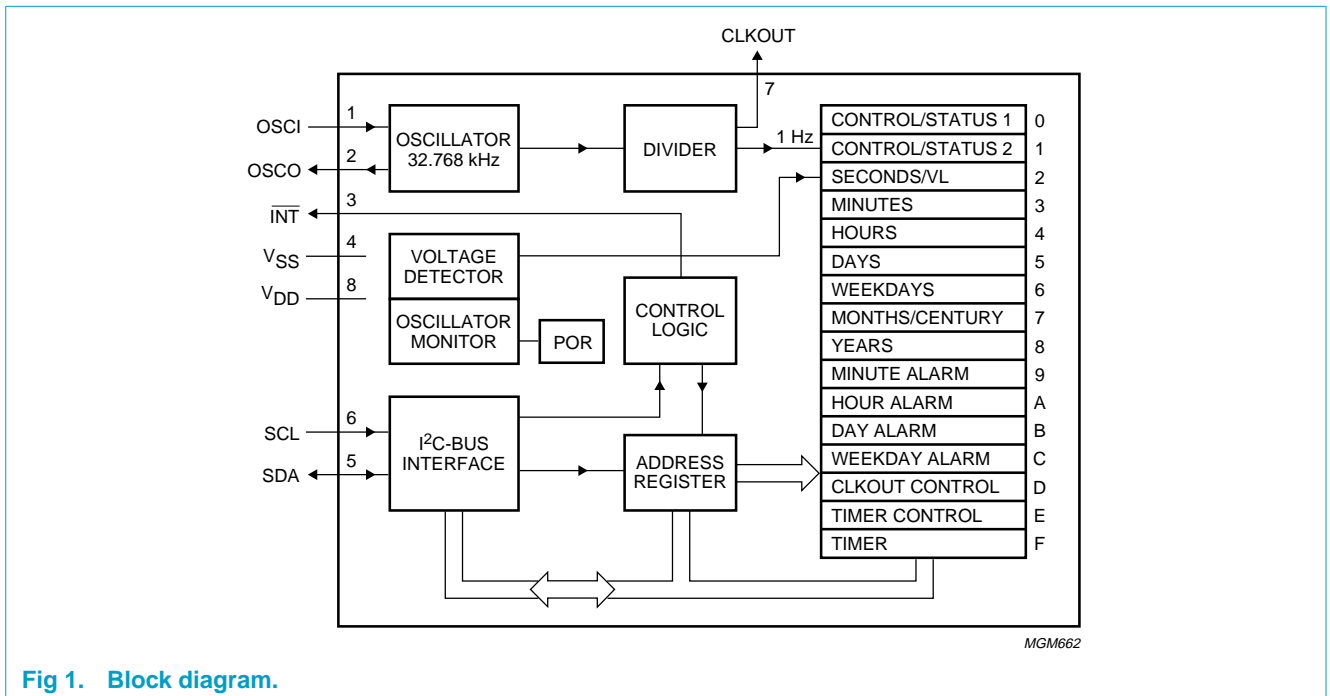 CLKOUT
7
OSCI
1
OSCO
2
OSCILLATOR
32.768 kHz
DIVIDER
1 Hz
INT
3
VSS
4
VDD
8
VOLTAGE
DETECTOR
OSCILLATOR
MONITOR
POR
CONTROL
LOGIC
SCL
6
SDA
5
I²C-BUS
INTERFACE
ADDRESS
REGISTER
CONTROL/STATUS 1 0
CONTROL/STATUS 2 1
SECONDS/VL 2
MINUTES 3
HOURS 4
DAYS 5
WEEKDAYS 6
MONTHS/CENTURY 7
YEARS 8
MINUTE ALARM 9
HOUR ALARM A
DAY ALARM B
WEEKDAY ALARM C
CLKOUT CONTROL D
TIMER CONTROL E
TIMER F
MGM662
Fig 1. Block diagram.